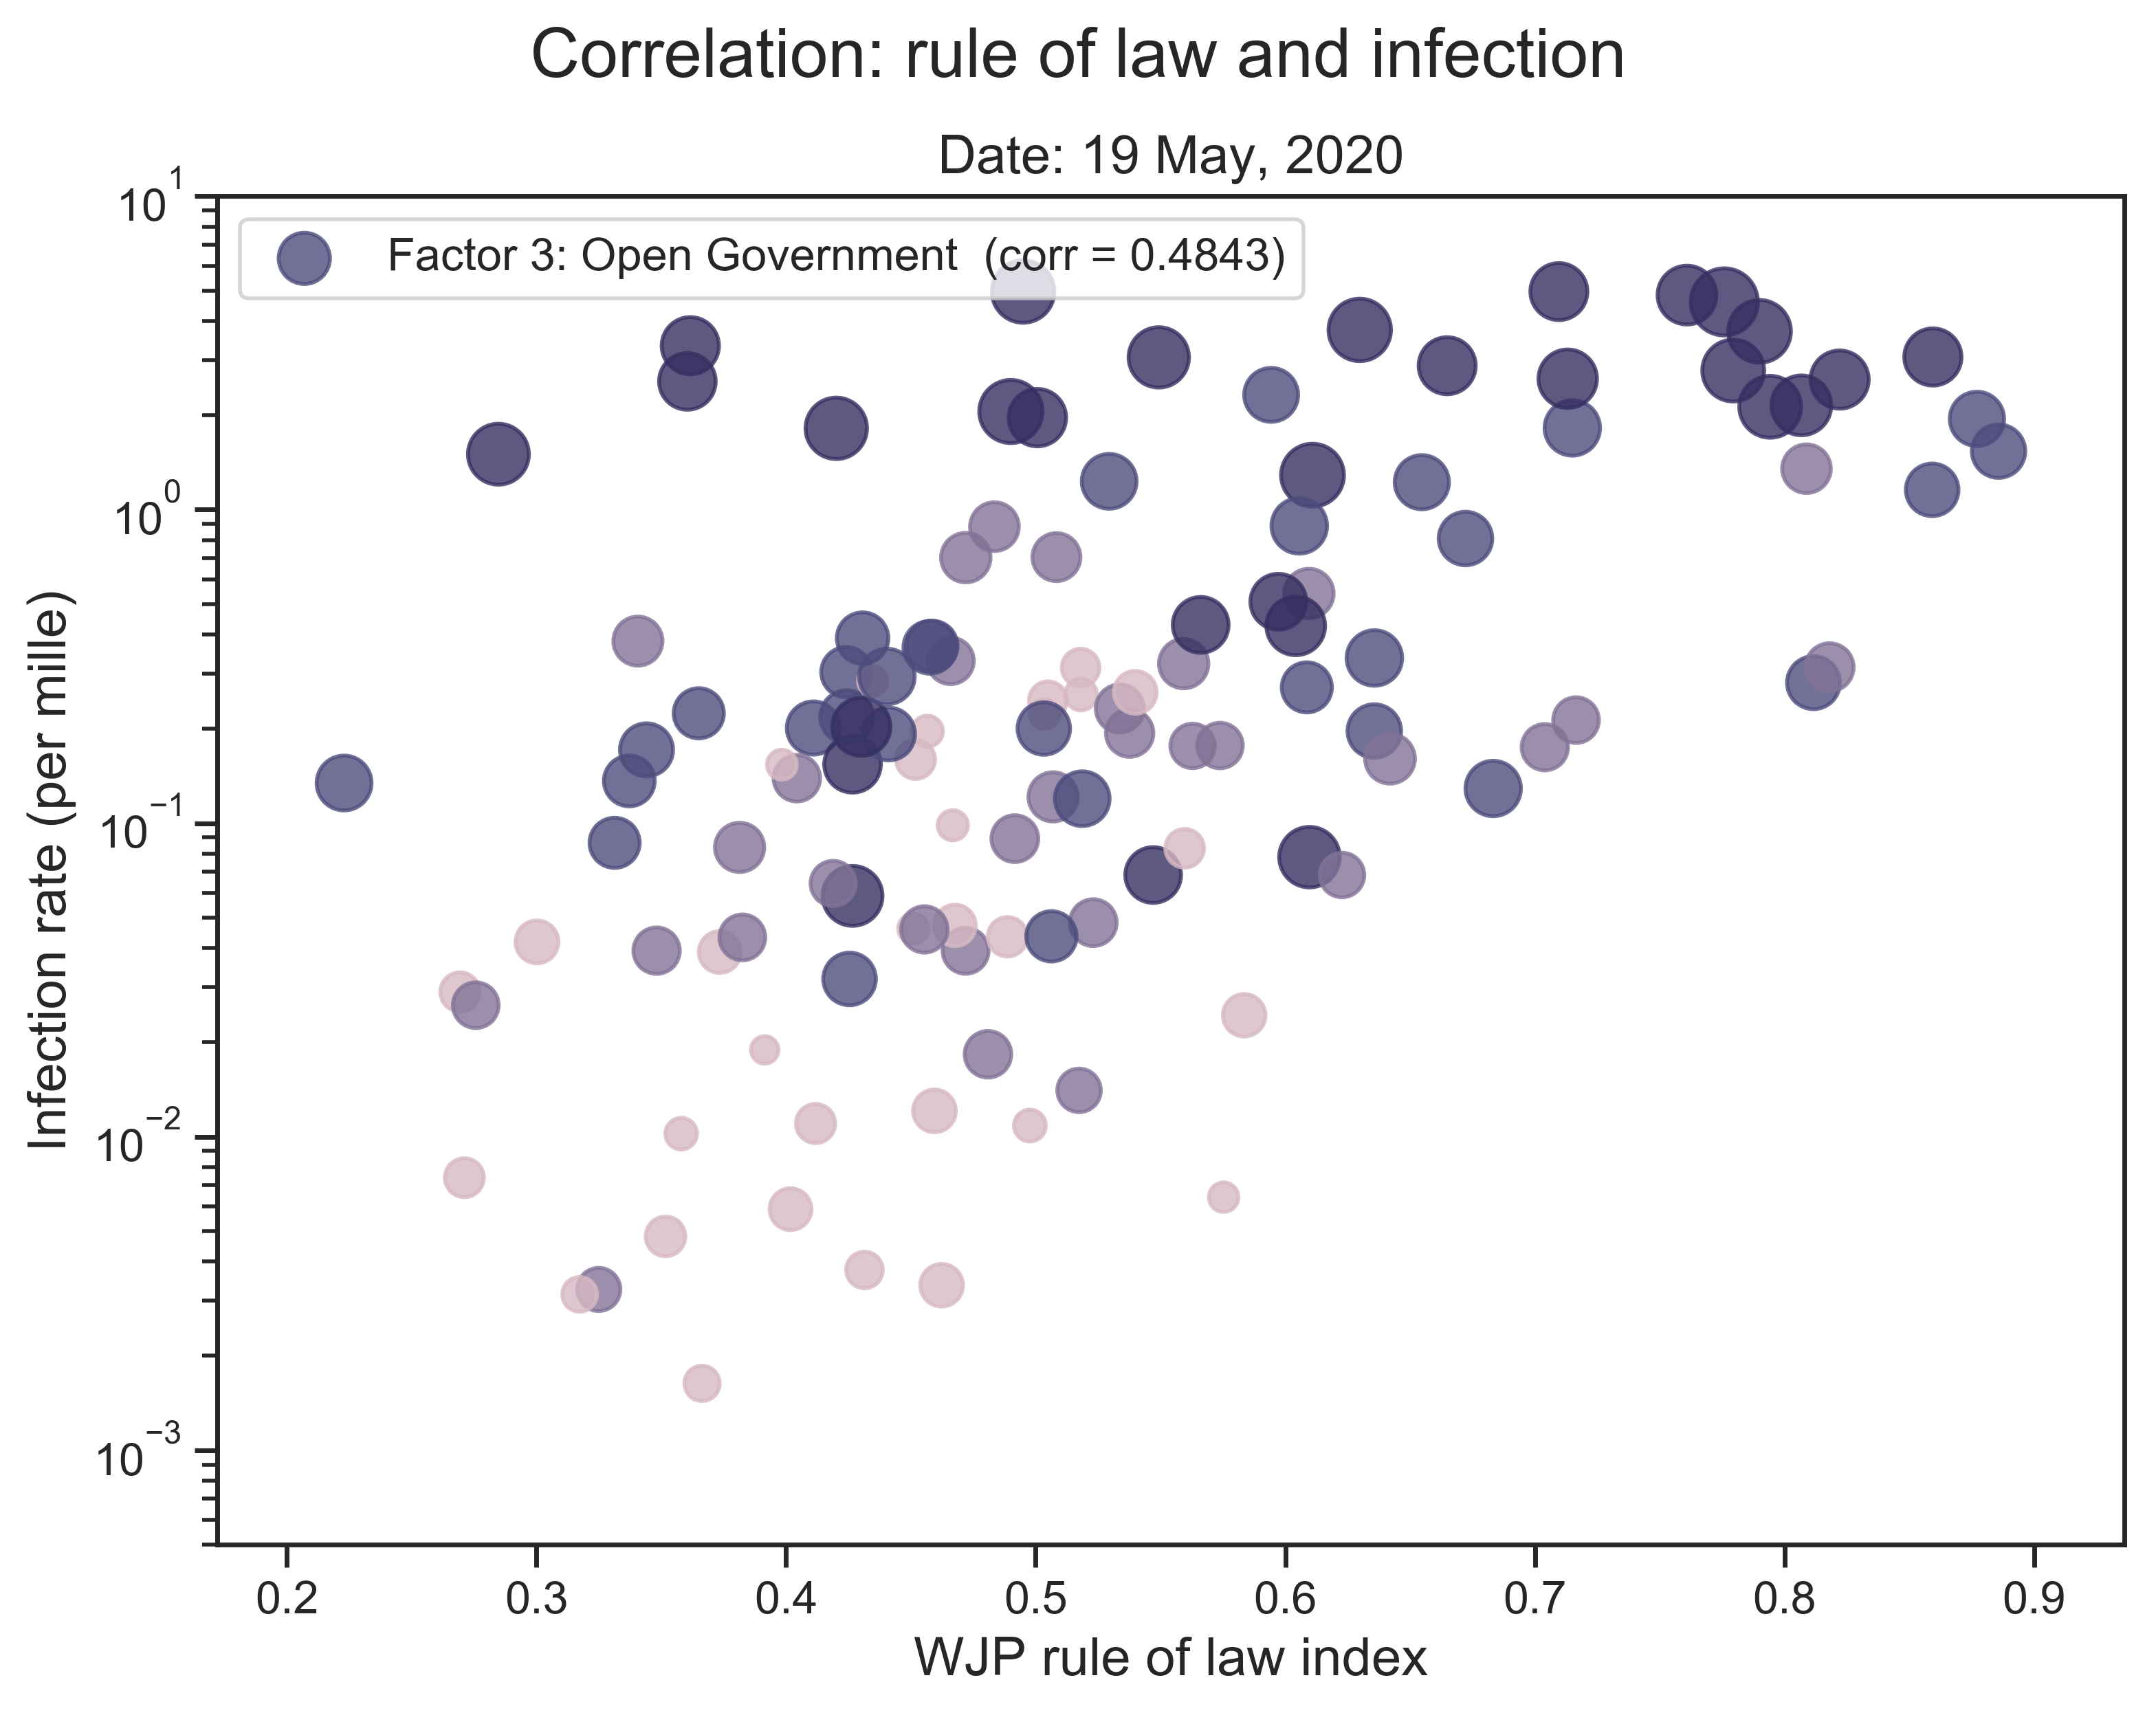 Correlation: rule of law and infection
Date: 19 May, 2020
Factor 3: Open Government (corr = 0.4843)
Infection rate (per mille)
10^1
10^0
10^−1
10^−2
10^−3
0.2 0.3 0.4 0.5 0.6 0.7 0.8 0.9
WJP rule of law index